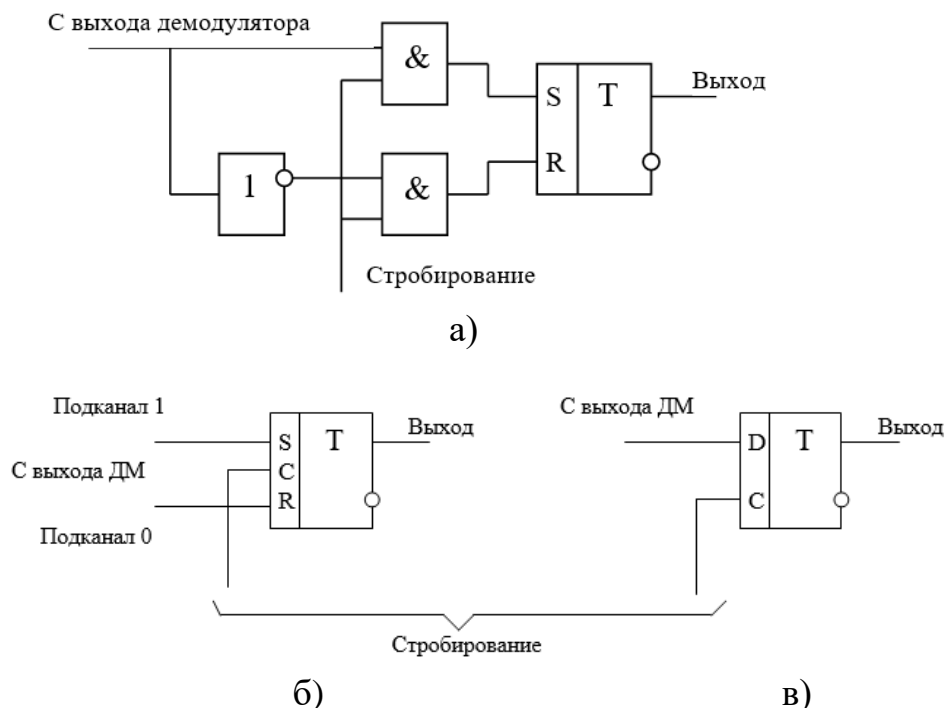 С выхода демодулятора
&
S T Выход
R
1
&
Стробирование
а)
Подканал 1
S T Выход
С выхода ДМ
C
R
Подканал 0
С выхода ДМ
D T Выход
C
Стробирование
б)
в)